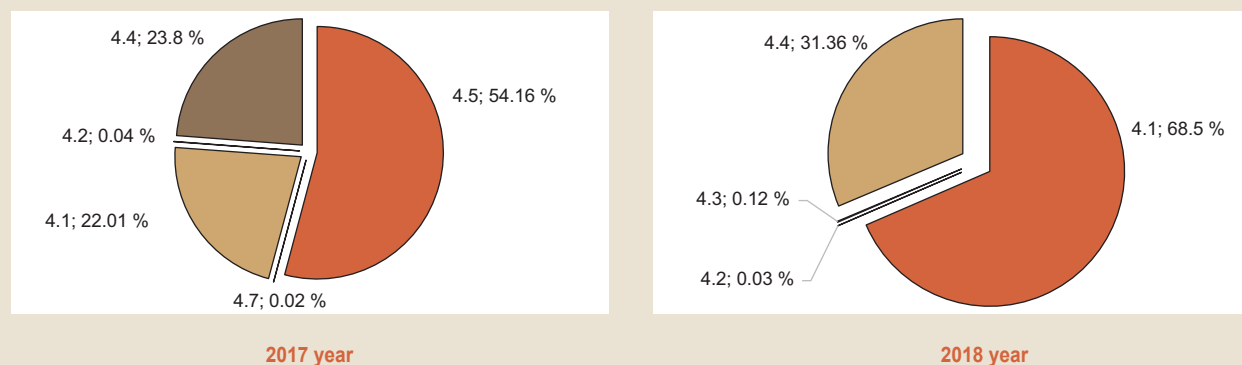 4.4; 23.8 %
4.5; 54.16 %
4.2; 0.04 %
4.1; 22.01 %
4.7; 0.02 %
2017 year
4.4; 31.36 %
4.1; 68.5 %
4.3; 0.12 %
4.2; 0.03 %
2018 year